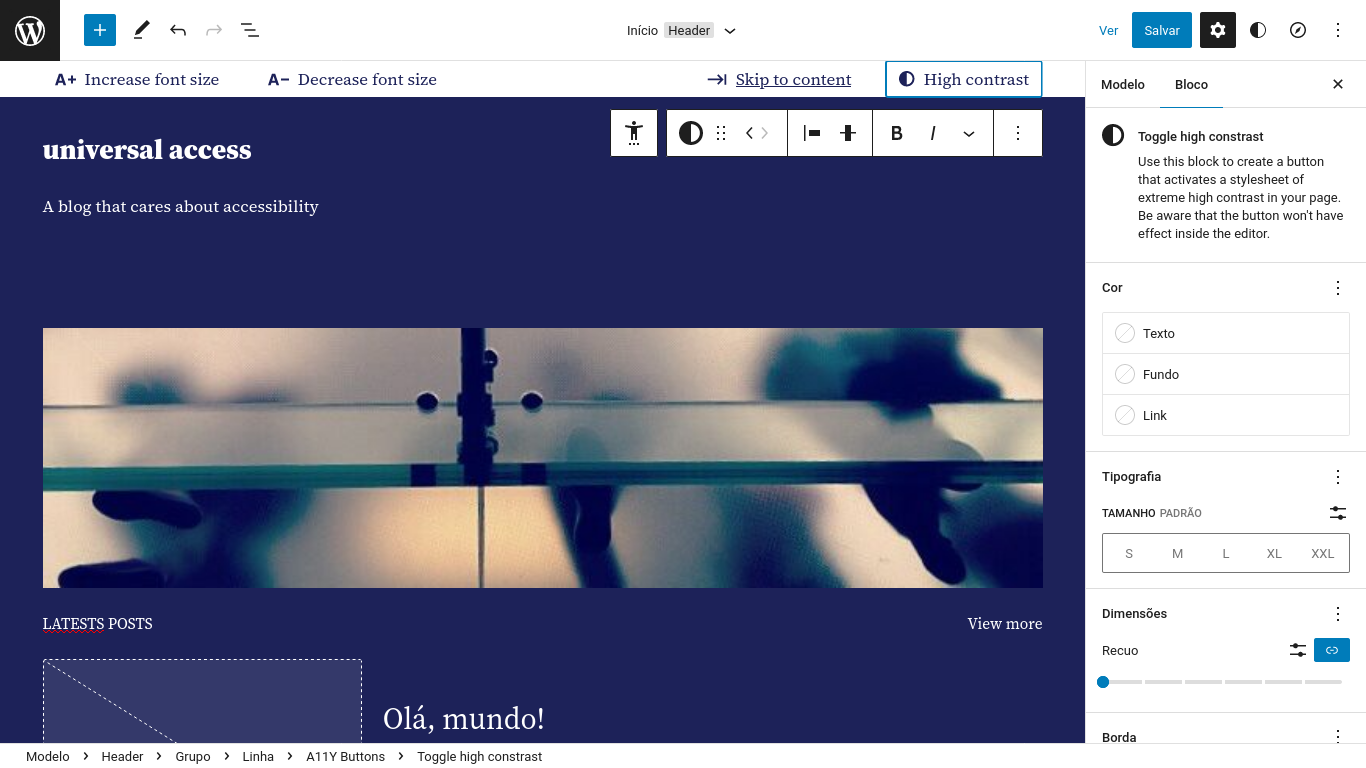 Início Header
Ver
Salvar
A+ Increase font size
A− Decrease font size
Skip to content
High contrast
Modelo
Bloco
universal access
B I
Toggle high constrast
Use this block to create a button
that activates a stylesheet of
extreme high contrast in your page.
Be aware that the button won't have
effect inside the editor.
A blog that cares about accessibility
Cor
Texto
Fundo
Link
Tipografia
TAMANHO PADRÃO
S M L XL XXL
LATESTS POSTS
View more
Dimensões
Recuo
Olá, mundo!
Borda
Modelo > Header > Grupo > Linha > A11Y Buttons > Toggle high constrast